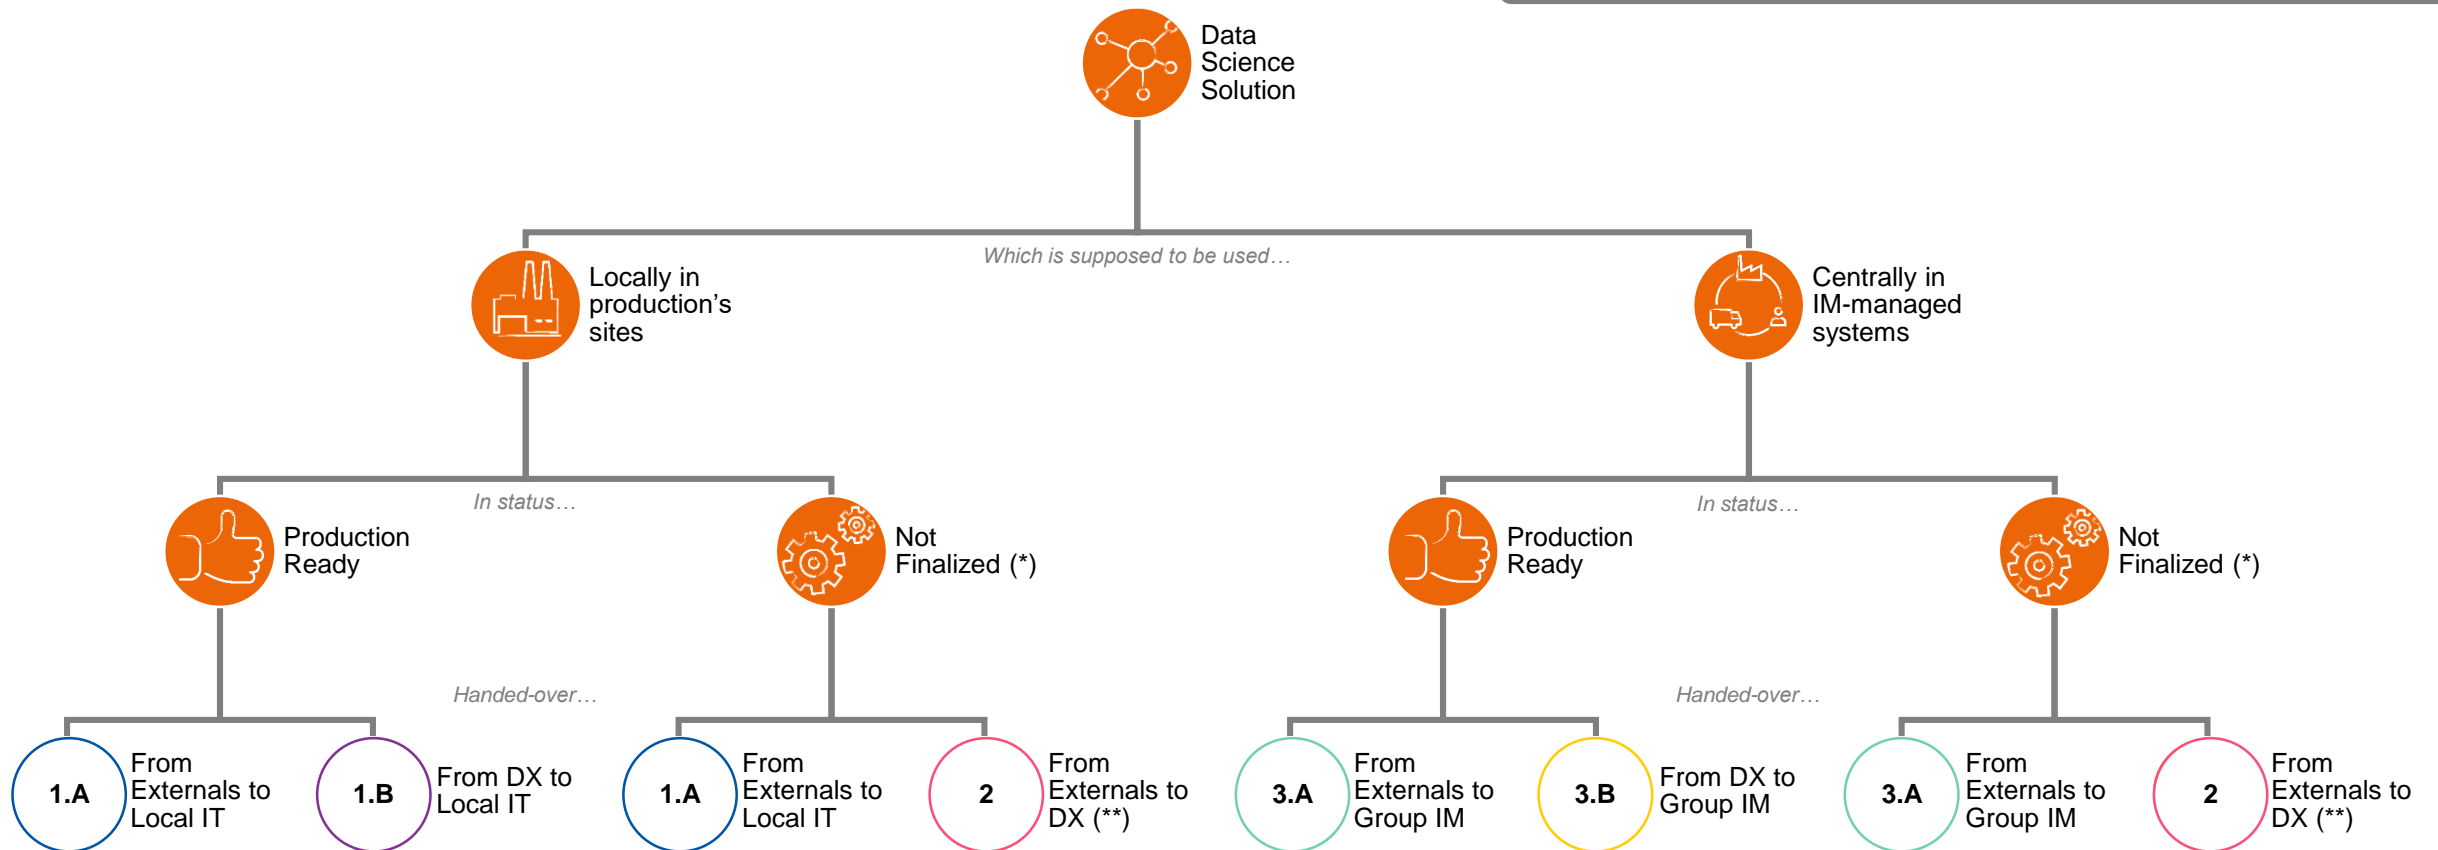 Data
Science
Solution
Which is supposed to be used…
Locally in
production’s
sites
Centrally in
IM-managed
systems
In status…
In status…
Production
Ready
Not
Finalized (*)
Production
Ready
Not
Finalized (*)
Handed-over…
Handed-over…
1.A
From
Externals to
Local IT
1.B
From DX to
Local IT
1.A
From
Externals to
Local IT
2
From
Externals to
DX (**)
3.A
From
Externals to
Group IM
3.B
From DX to
Group IM
3.A
From
Externals to
Group IM
2
From
Externals to
DX (**)